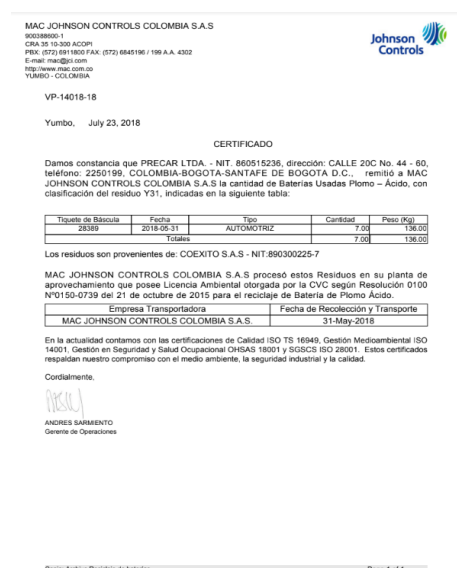 MAC JOHNSON CONTROLS COLOMBIA S.A.S
900388600-1
CRA 35 10-300 ACOPI
PBX: (572) 6911800 FAX: (572) 6845196 / 199 A.A. 4302
E-mail: mac@jci.com
http://www.mac.com.co
YUMBO - COLOMBIA
Johnson
Controls
VP-14018-18
Yumbo, July 23, 2018
CERTIFICADO
Damos constancia que PRECAR LTDA. - NIT. 860515236, dirección: CALLE 20C No. 44 - 60,
teléfono: 2250199, COLOMBIA-BOGOTA-SANTAFE DE BOGOTA D.C., remitió a MAC
JOHNSON CONTROLS COLOMBIA S.A.S la cantidad de Baterías Usadas Plomo – Ácido, con
clasificación del residuo Y31, indicadas en la siguiente tabla:
Tiquete de Báscula Fecha Tipo Cantidad Peso (Kg)
28389 2018-05-31 AUTOMOTRIZ 7.00 136.00
Totales 7.00 136.00
Los residuos son provenientes de: COEXITO S.A.S - NIT:890300225-7
MAC JOHNSON CONTROLS COLOMBIA S.A.S procesó estos Residuos en su planta de
aprovechamiento que posee Licencia Ambiental otorgada por la CVC según Resolución 0100
Nº0150-0739 del 21 de octubre de 2015 para el reciclaje de Batería de Plomo Ácido.
Empresa Transportadora Fecha de Recolección y Transporte
MAC JOHNSON CONTROLS COLOMBIA S.A.S. 31-May-2018
En la actualidad contamos con las certificaciones de Calidad ISO TS 16949, Gestión Medioambiental ISO
14001, Gestión en Seguridad y Salud Ocupacional OHSAS 18001 y SGSCS ISO 28001. Estos certificados
respaldan nuestro compromiso con el medio ambiente, la seguridad industrial y la calidad.
Cordialmente,
ANDRES SARMIENTO
Gerente de Operaciones